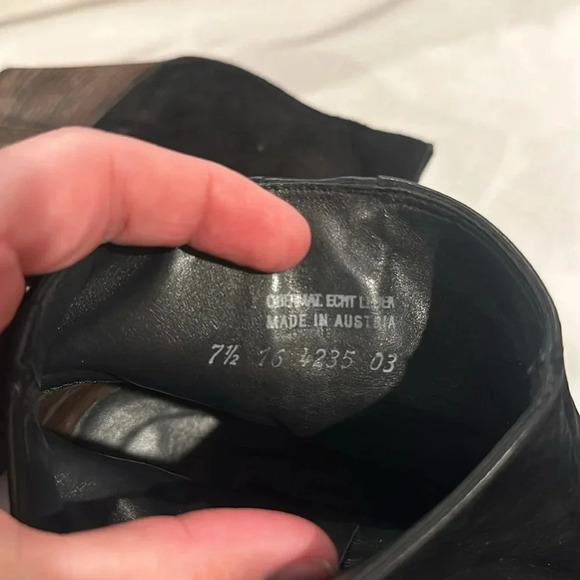 OBERMAT. ECHT LEDER
MADE IN AUSTRIA
7½ 16 4235 03